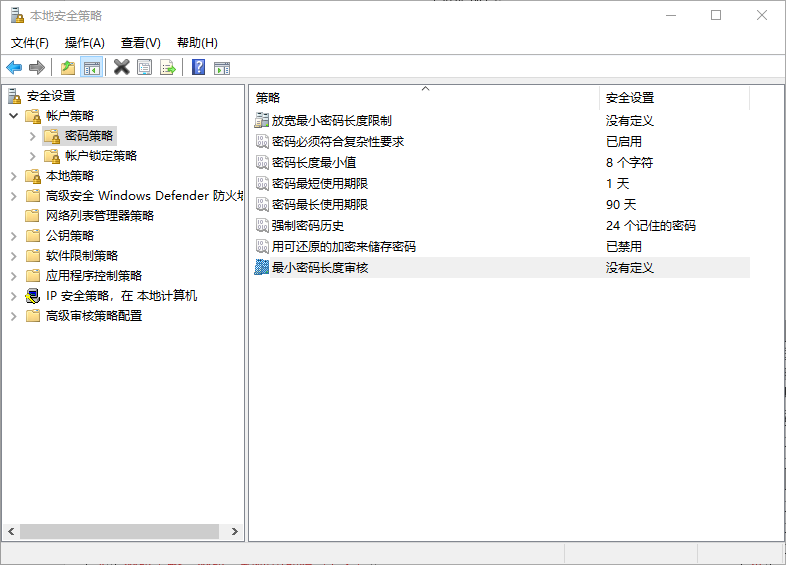 本地安全策略
文件(F) 操作(A) 查看(V) 帮助(H)
安全设置
帐户策略
密码策略
帐户锁定策略
本地策略
高级安全 Windows Defender 防火墙
网络列表管理器策略
公钥策略
软件限制策略
应用程序控制策略
IP 安全策略，在 本地计算机
高级审核策略配置
策略 安全设置
放宽最小密码长度限制 没有定义
密码必须符合复杂性要求 已启用
密码长度最小值 8 个字符
密码最短使用期限 1 天
密码最长使用期限 90 天
强制密码历史 24 个记住的密码
用可还原的加密来储存密码 已禁用
最小密码长度审核 没有定义